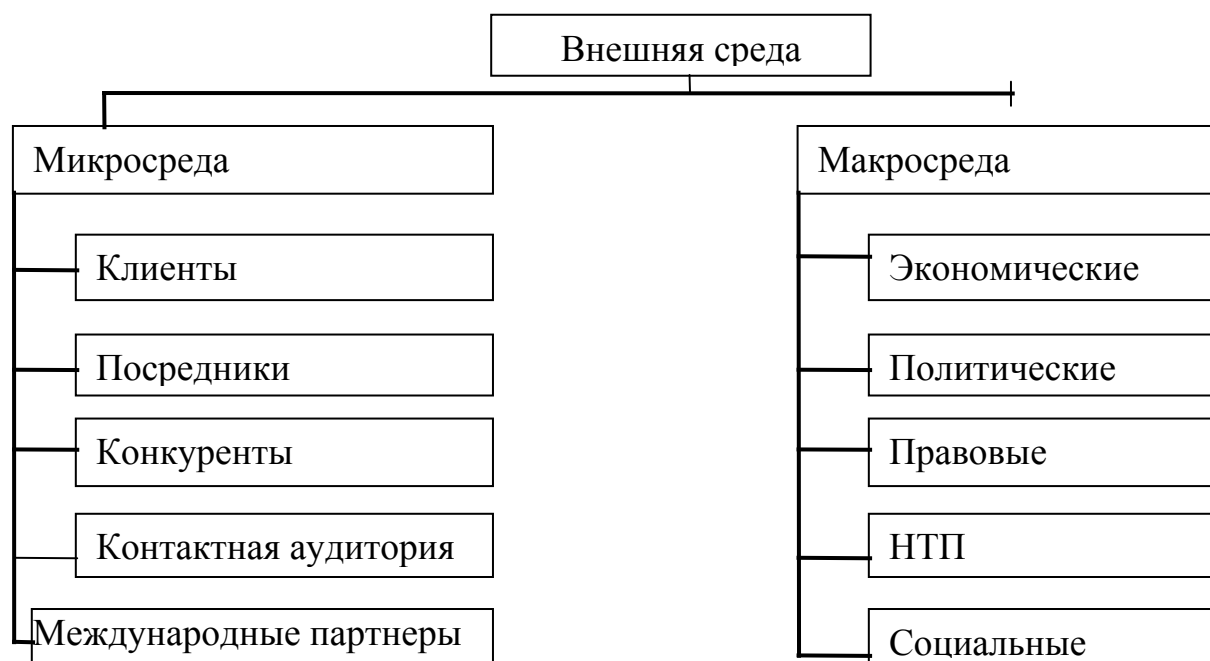 Внешняя среда
Микросреда
Клиенты
Посредники
Конкуренты
Контактная аудитория
Международные партнеры
Макросреда
Экономические
Политические
Правовые
НТП
Социальные